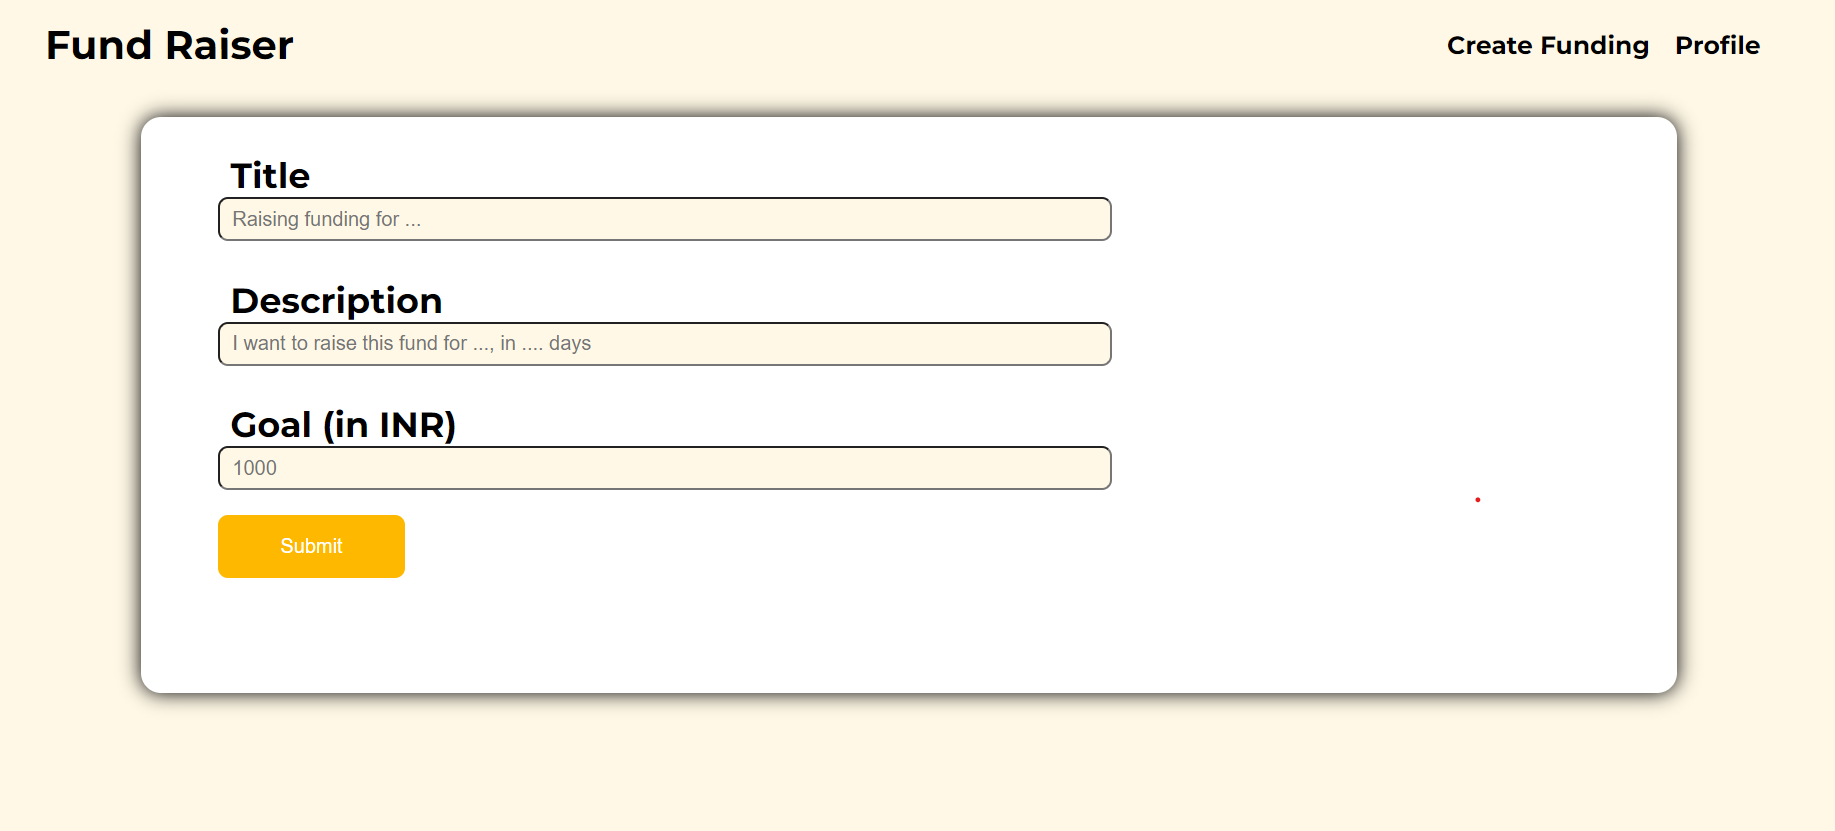 Fund Raiser
Create Funding
Profile
Title
Raising funding for ...
Description
I want to raise this fund for ..., in .... days
Goal (in INR)
1000
Submit